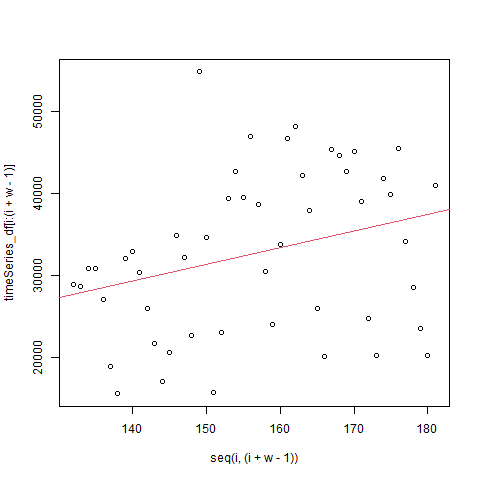 50000
40000
30000
20000
timeSeries_df[i:(i + w - 1)]
140 150 160 170 180
seq(i, (i + w - 1))